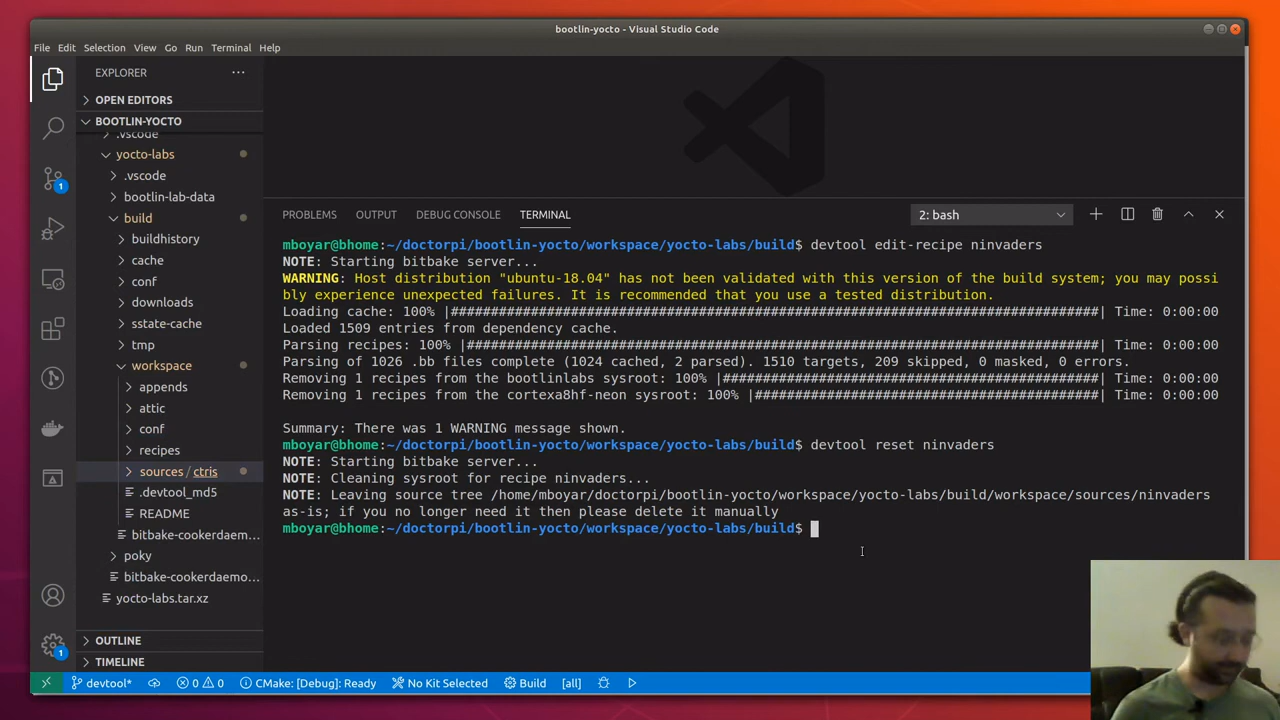 bootlin-yocto - Visual Studio Code
File Edit Selection View Go Run Terminal Help
EXPLORER
OPEN EDITORS
BOOTLIN-YOCTO
.vscode
yocto-labs
.vscode
bootlin-lab-data
build
buildhistory
cache
conf
downloads
sstate-cache
tmp
workspace
appends
attic
conf
recipes
sources / ctris
.devtool_md5
README
bitbake-cookerdaem...
poky
bitbake-cookerdaemo...
yocto-labs.tar.xz
OUTLINE
TIMELINE
1
1
PROBLEMS OUTPUT DEBUG CONSOLE TERMINAL 2: bash
mboyar@bhome:~/doctorpi/bootlin-yocto/workspace/yocto-labs/build$ devtool edit-recipe ninvaders
NOTE: Starting bitbake server...
WARNING: Host distribution "ubuntu-18.04" has not been validated with this version of the build system; you may possi
bly experience unexpected failures. It is recommended that you use a tested distribution.
Loading cache: 100% |############################################################################################| Time: 0:00:00
Loaded 1509 entries from dependency cache.
Parsing recipes: 100% |##########################################################################################| Time: 0:00:00
Parsing of 1026 .bb files complete (1024 cached, 2 parsed). 1510 targets, 209 skipped, 0 masked, 0 errors.
Removing 1 recipes from the bootlinlabs sysroot: 100% |##########################################################| Time: 0:00:00
Removing 1 recipes from the cortexa8hf-neon sysroot: 100% |######################################################| Time: 0:00:00
Summary: There was 1 WARNING message shown.
mboyar@bhome:~/doctorpi/bootlin-yocto/workspace/yocto-labs/build$ devtool reset ninvaders
NOTE: Starting bitbake server...
NOTE: Cleaning sysroot for recipe ninvaders...
NOTE: Leaving source tree /home/mboyar/doctorpi/bootlin-yocto/workspace/yocto-labs/build/workspace/sources/ninvaders
as-is; if you no longer need it then please delete it manually
mboyar@bhome:~/doctorpi/bootlin-yocto/workspace/yocto-labs/build$
devtool* 0 0 CMake: [Debug]: Ready No Kit Selected Build [all]